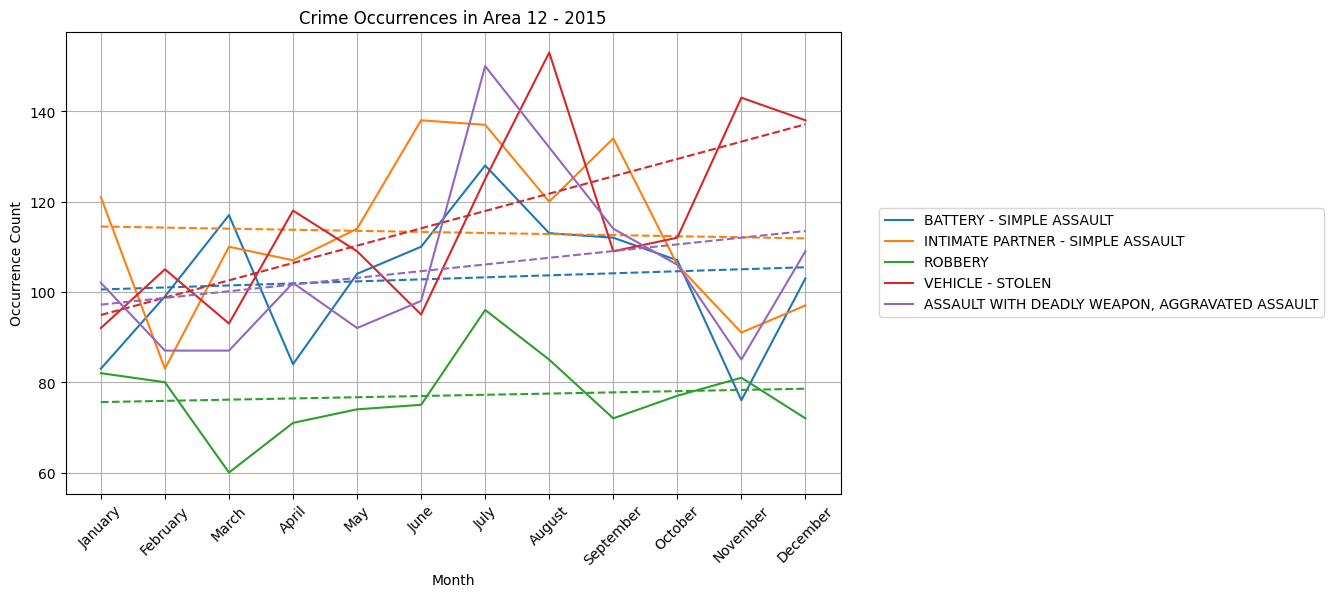 Crime Occurrences in Area 12 - 2015
Occurrence Count
140
120
100
80
60
January
February
March
April
May
June
July
August
September
October
November
December
Month
BATTERY - SIMPLE ASSAULT
INTIMATE PARTNER - SIMPLE ASSAULT
ROBBERY
VEHICLE - STOLEN
ASSAULT WITH DEADLY WEAPON, AGGRAVATED ASSAULT